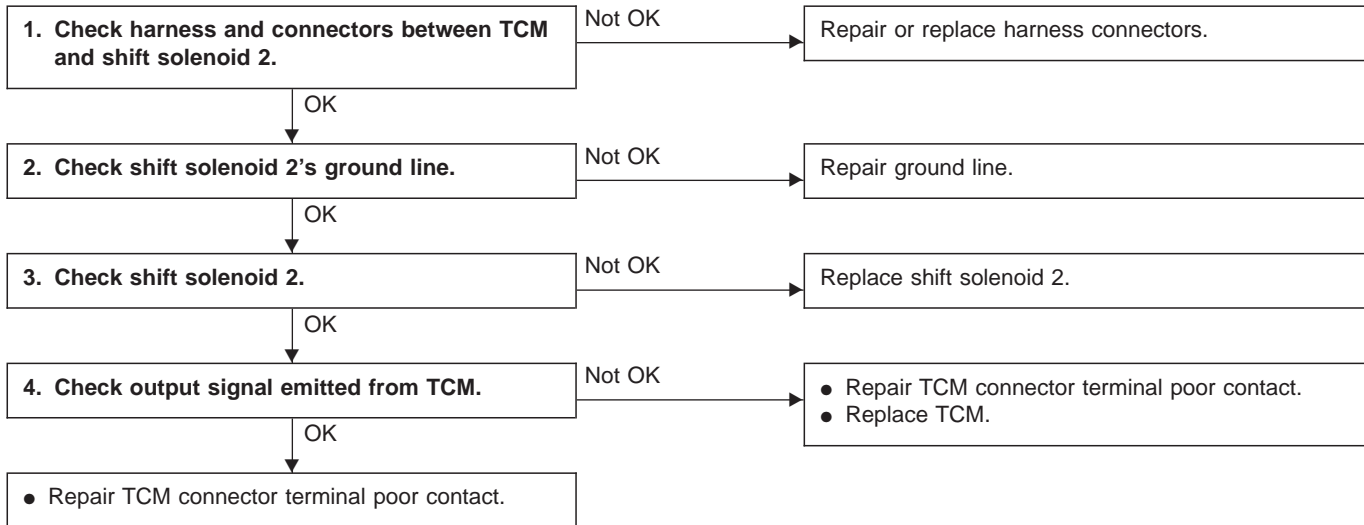 1. Check harness and connectors between TCM
and shift solenoid 2.
Not OK
Repair or replace harness connectors.
OK
2. Check shift solenoid 2’s ground line.
Not OK
Repair ground line.
OK
3. Check shift solenoid 2.
Not OK
Replace shift solenoid 2.
OK
4. Check output signal emitted from TCM.
Not OK
● Repair TCM connector terminal poor contact.
● Replace TCM.
OK
● Repair TCM connector terminal poor contact.